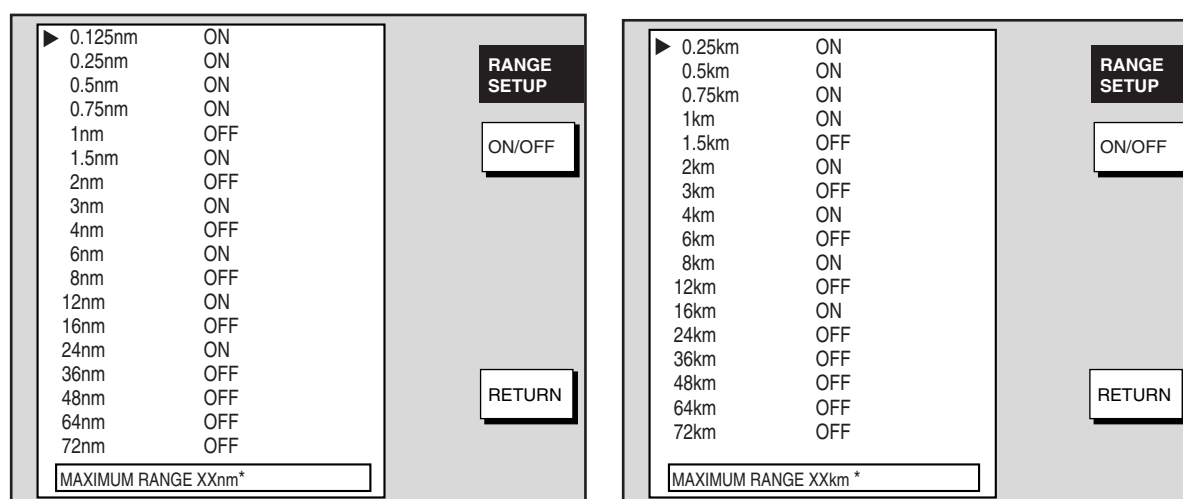 ▶ 0.125nm ON
0.25nm ON
0.5nm ON
0.75nm ON
1nm OFF
1.5nm ON
2nm OFF
3nm ON
4nm OFF
6nm ON
8nm OFF
12nm ON
16nm OFF
24nm ON
36nm OFF
48nm OFF
64nm OFF
72nm OFF
MAXIMUM RANGE XXnm*
RANGE
SETUP
ON/OFF
RETURN
▶ 0.25km ON
0.5km ON
0.75km ON
1km ON
1.5km OFF
2km ON
3km OFF
4km ON
6km OFF
8km ON
12km OFF
16km ON
24km OFF
36km OFF
48km OFF
64km OFF
72km OFF
MAXIMUM RANGE XXkm *
RANGE
SETUP
ON/OFF
RETURN